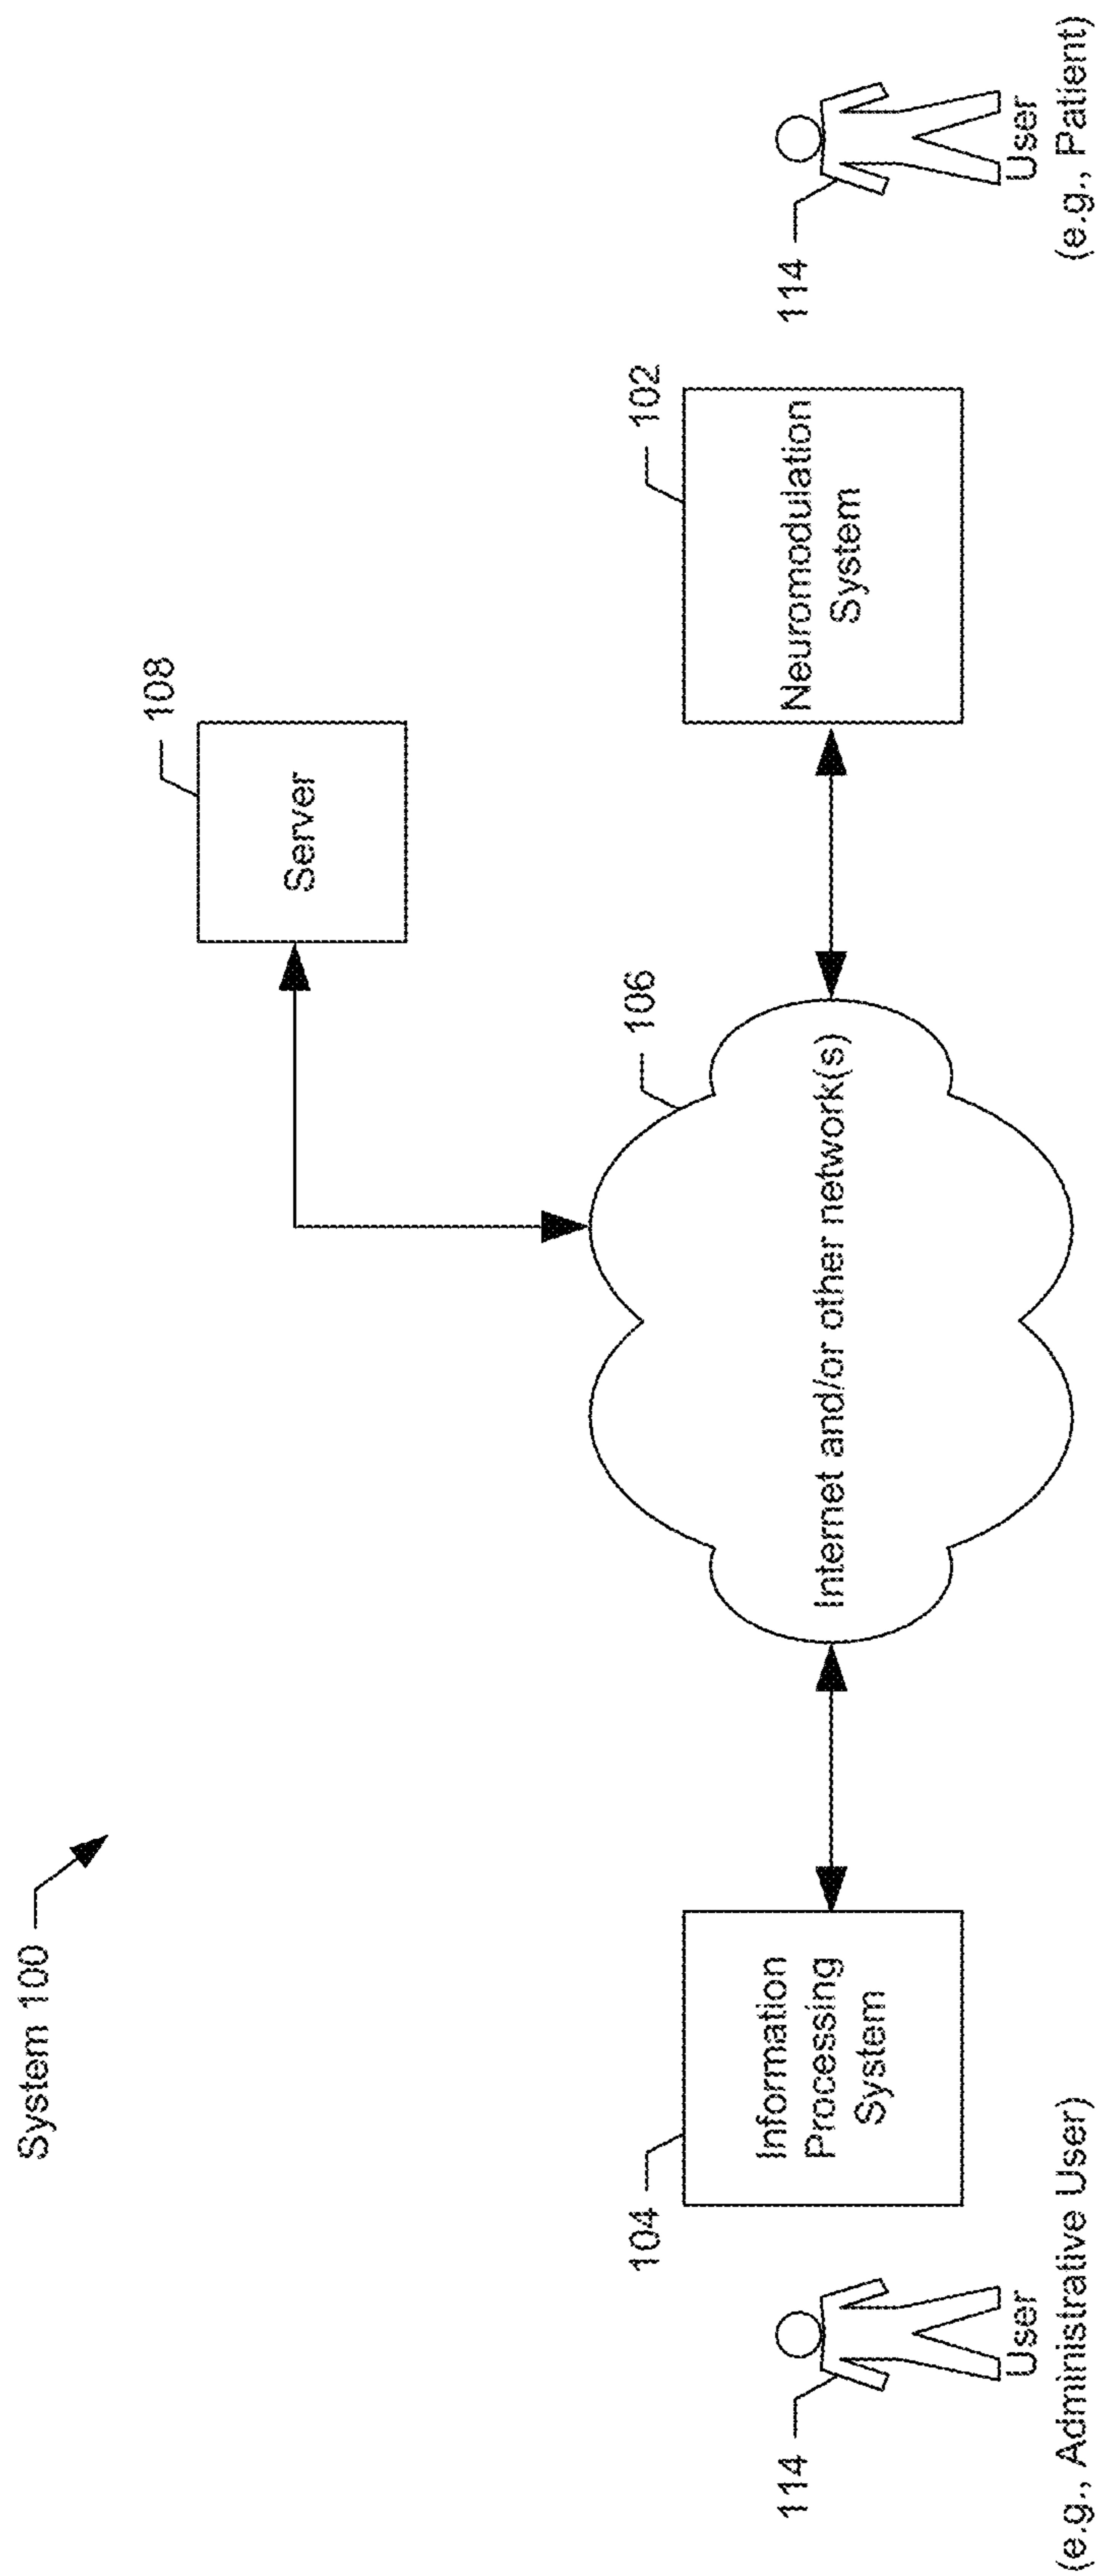 System 100
108
Server
106
Internet and/or other network(s)
104
Information
Processing
System
102
Neuromodulation
System
114
User
(e.g., Administrative User)
114
User
(e.g., Patient)